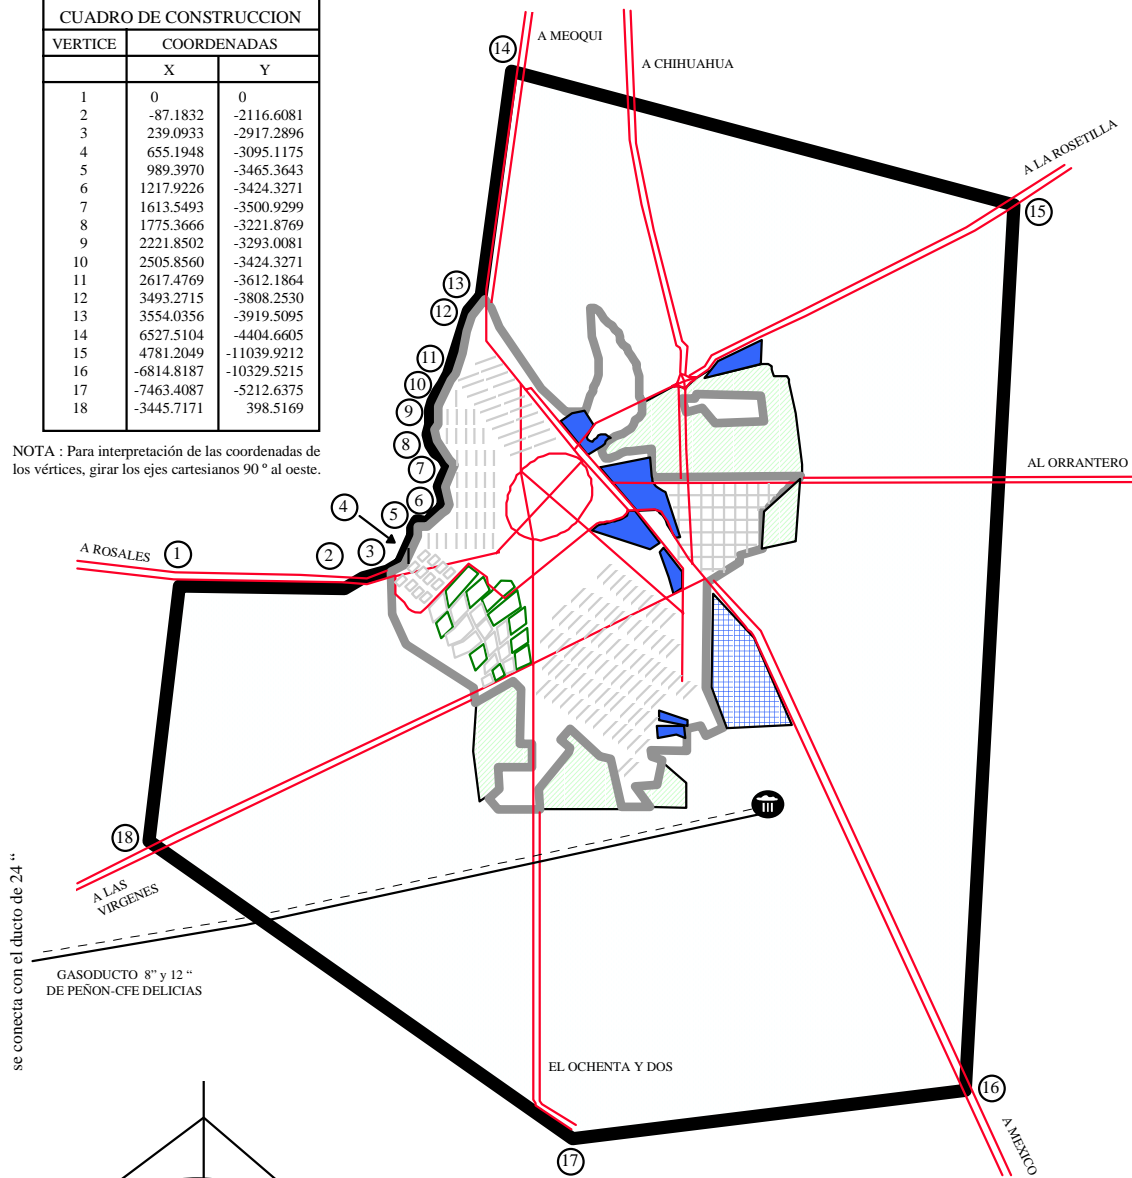 CUADRO DE CONSTRUCCION
VERTICE COORDENADAS
X Y
1 0 0
2 -87.1832 -2116.6081
3 239.0933 -2917.2896
4 655.1948 -3095.1175
5 989.3970 -3465.3643
6 1217.9226 -3424.3271
7 1613.5493 -3500.9299
8 1775.3666 -3221.8769
9 2221.8502 -3293.0081
10 2505.8560 -3424.3271
11 2617.4769 -3612.1864
12 3493.2715 -3808.2530
13 3554.0356 -3919.5095
14 6527.5104 -4404.6605
15 4781.2049 -11039.9212
16 -6814.8187 -10329.5215
17 -7463.4087 -5212.6375
18 -3445.7171 398.5169
NOTA : Para interpretación de las coordenadas de
los vértices, girar los ejes cartesianos 90 º al oeste.
14
A MEOQUI
A CHIHUAHUA
A LA ROSETILLA
15
13
12
11
10
9
8
7
6
5
4
3
2
1
A ROSALES
AL ORRANTERO
18
A LAS
VIRGENES
GASODUCTO 8” y 12 “
DE PEÑON-CFE DELICIAS
se conecta con el ducto de 24 “
EL OCHENTA Y DOS
16
A MEXICO
17